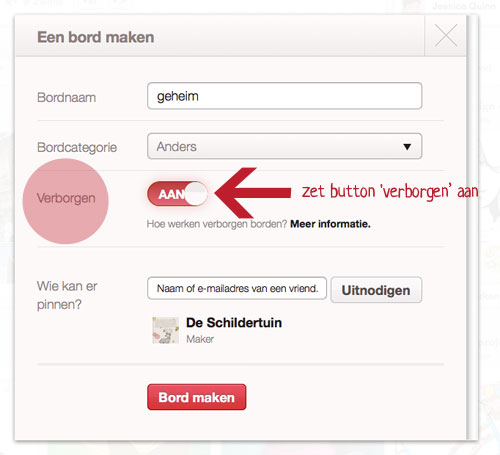 Jessica Quinn
Een bord maken
Bordnaam
geheim
Bordcategorie
Anders
Verborgen
AAN
zet button 'verborgen' aan
Hoe werken verborgen borden? Meer informatie.
Wie kan er
pinnen?
Naam of e-mailadres van een vriend.
Uitnodigen
De Schildertuin
Maker
Bord maken